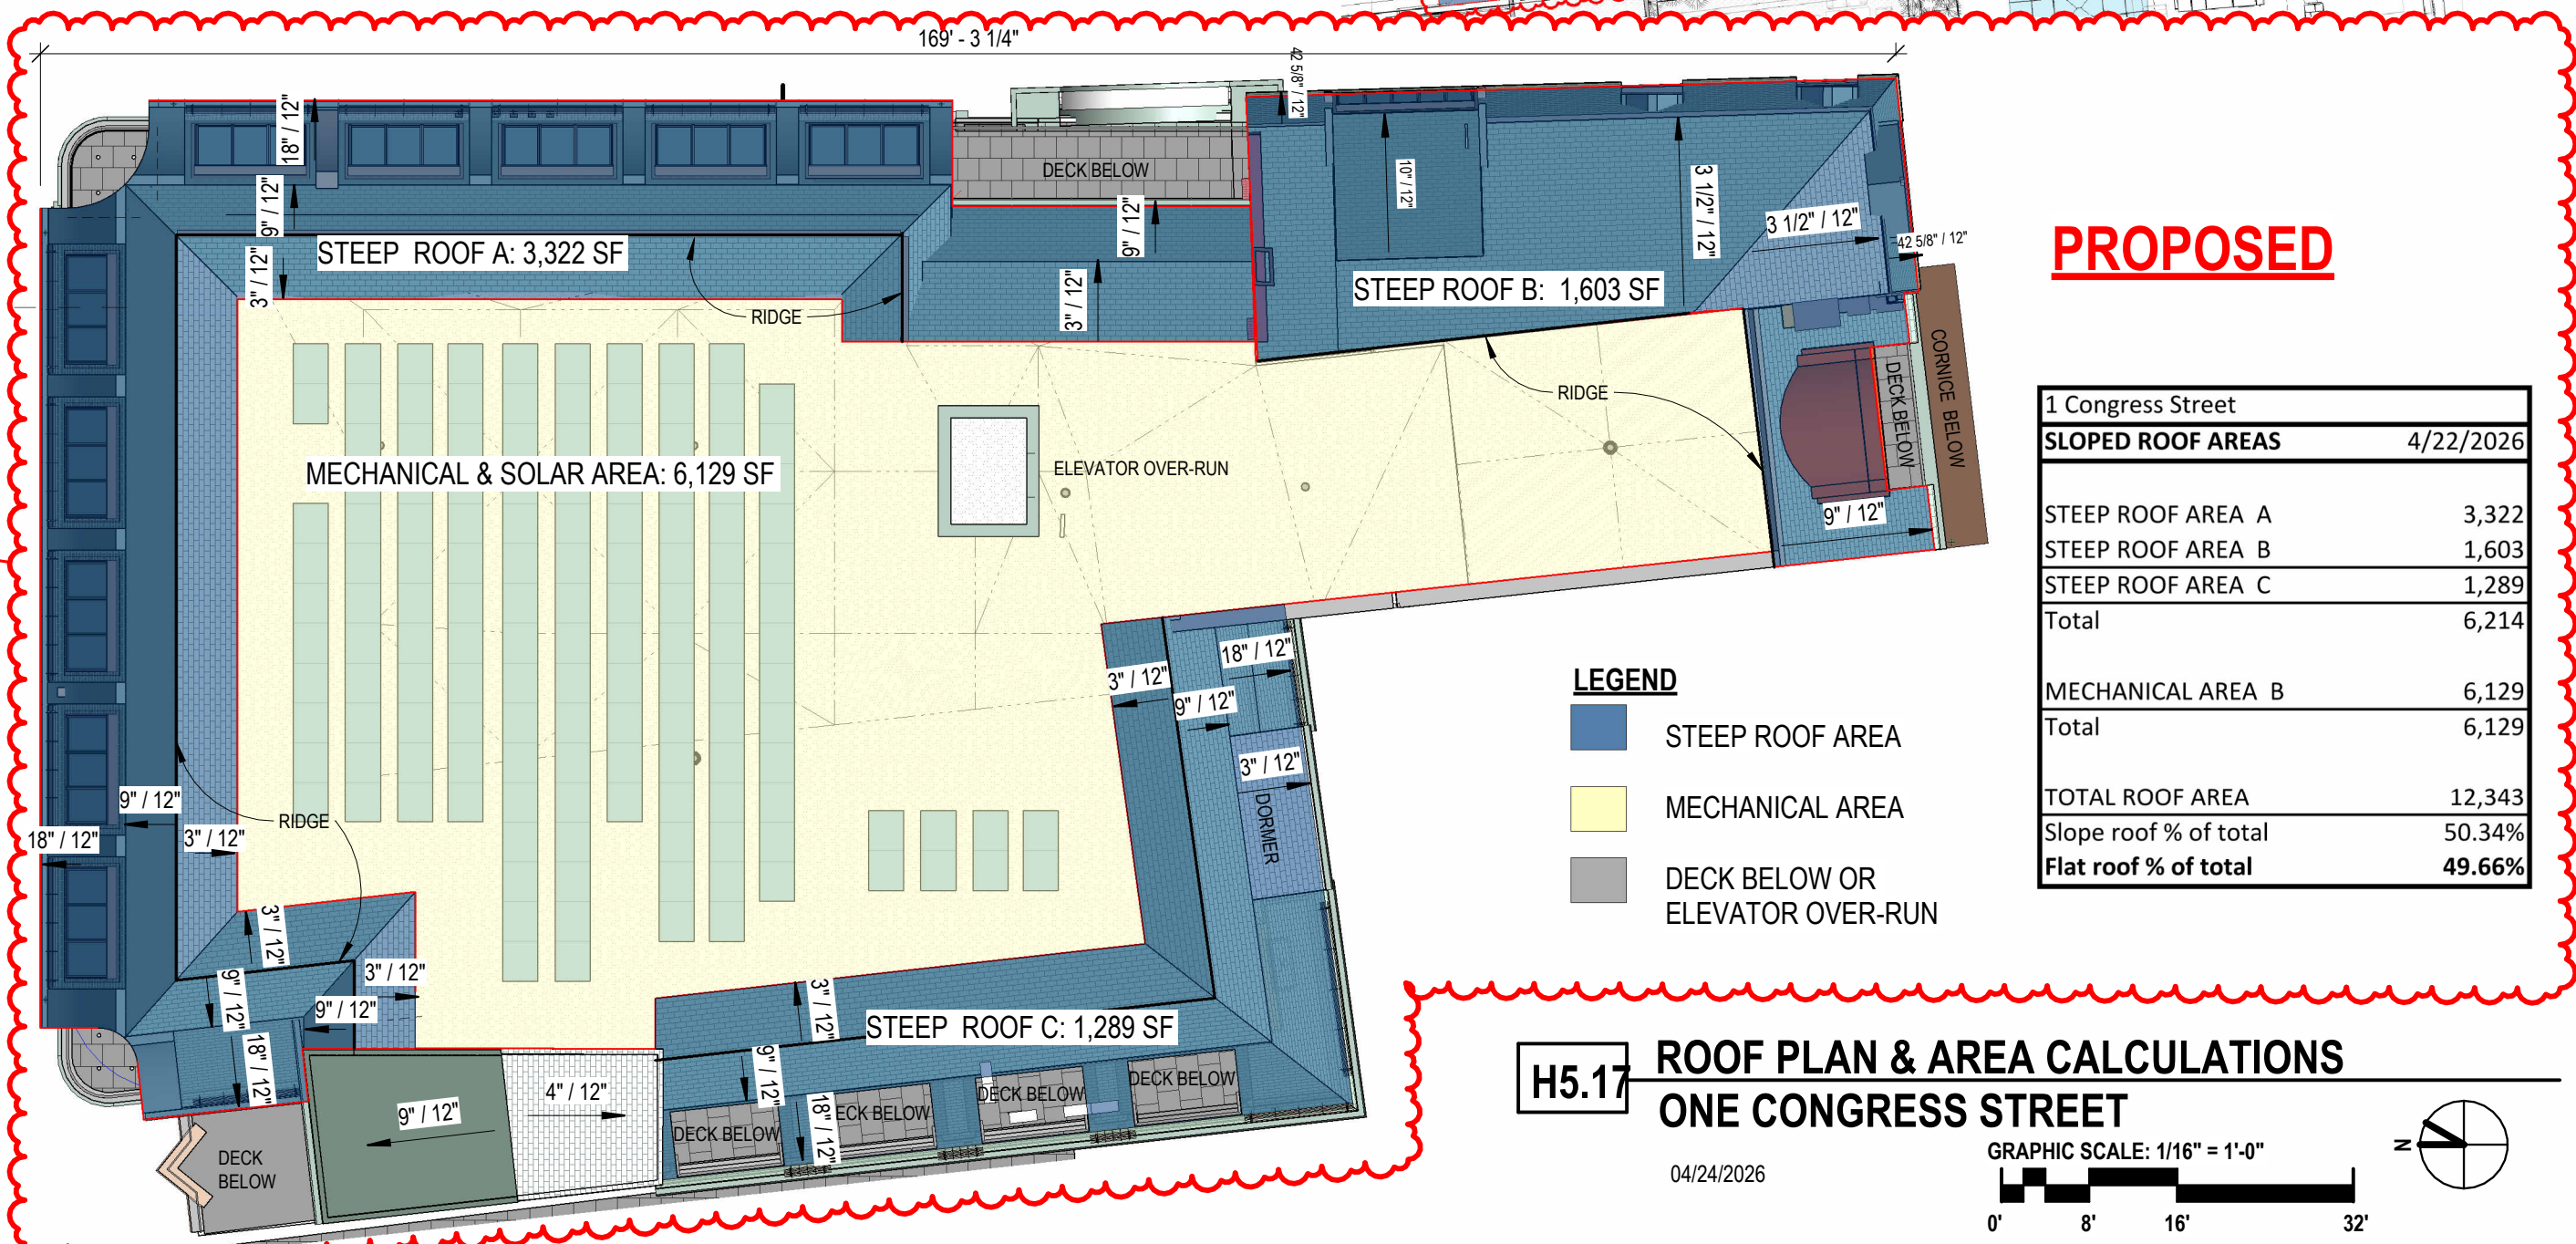 169' - 3 1/4"
42 5/8" / 12"
18" / 12"
DECK BELOW
9" / 12"
10" / 12"
3 1/2" / 12"
3 1/2" / 12"
42 5/8" / 12"
9" / 12"
STEEP ROOF A: 3,322 SF
3" / 12"
3" / 12"
STEEP ROOF B: 1,603 SF
RIDGE
RIDGE
DECK BELOW
CORNICE BELOW
MECHANICAL & SOLAR AREA: 6,129 SF
ELEVATOR OVER-RUN
9" / 12"
PROPOSED
1 Congress Street
SLOPED ROOF AREAS 4/22/2026
STEEP ROOF AREA A 3,322
STEEP ROOF AREA B 1,603
STEEP ROOF AREA C 1,289
Total 6,214
MECHANICAL AREA B 6,129
Total 6,129
TOTAL ROOF AREA 12,343
Slope roof % of total 50.34%
Flat roof % of total 49.66%
LEGEND
STEEP ROOF AREA
MECHANICAL AREA
DECK BELOW OR
ELEVATOR OVER-RUN
18" / 12"
3" / 12"
9" / 12"
3" / 12"
DORMER
9" / 12"
RIDGE
18" / 12"
3" / 12"
3" / 12"
9" / 12"
3" / 12"
9" / 12"
18" / 12"
3" / 12"
STEEP ROOF C: 1,289 SF
9" / 12"
18" / 12"
DECK BELOW
ECK BELOW
DECK BELOW
DECK BELOW
9" / 12"
4" / 12"
DECK
BELOW
H5.17
ROOF PLAN & AREA CALCULATIONS
ONE CONGRESS STREET
GRAPHIC SCALE: 1/16" = 1'-0"
04/24/2026
0' 8' 16' 32'
N